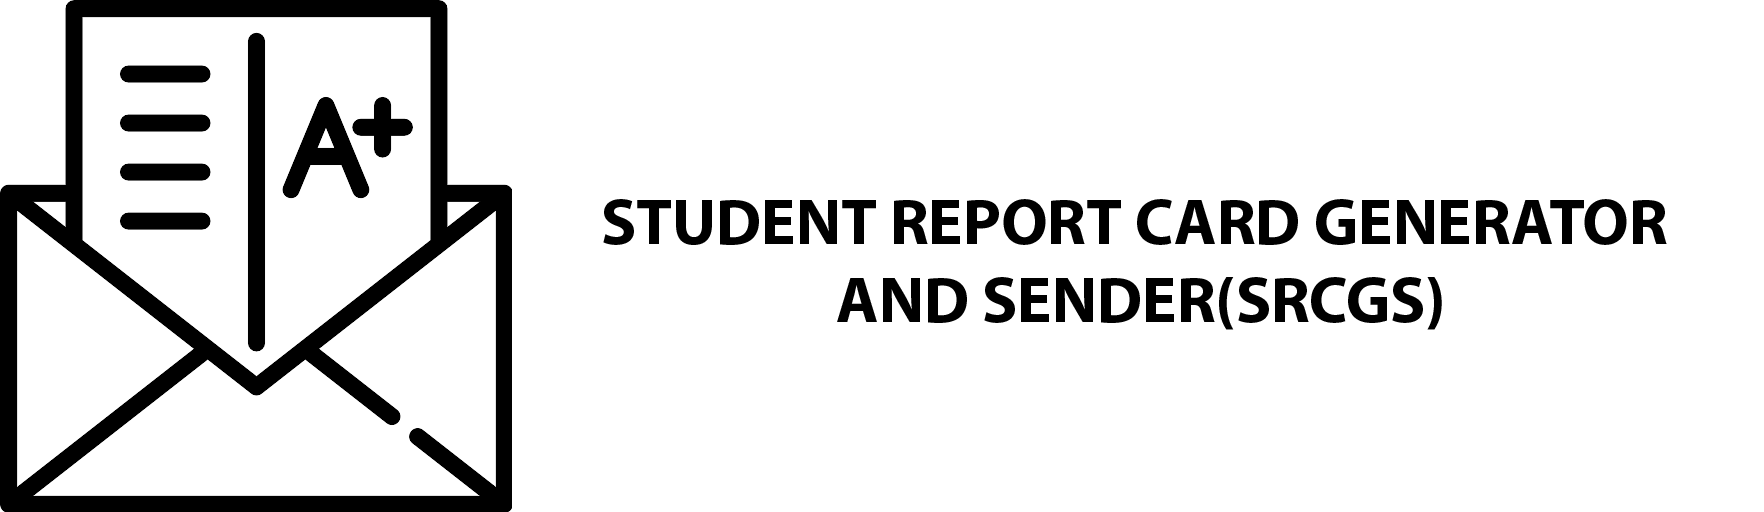 A+
STUDENT REPORT CARD GENERATOR
AND SENDER(SRCGS)